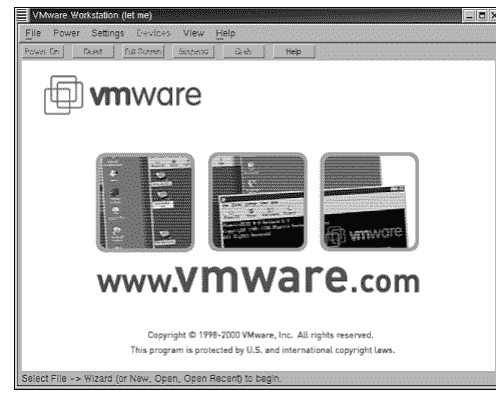 VMware Workstation (let me)
File Power Settings Devices View Help
Power On Reset Full Screen Suspend Grab Help
vmware
vmware
www.vmware.com
Copyright © 1998-2000 VMware, Inc. All rights reserved.
This program is protected by U.S. and international copyright laws.
Select File -> Wizard (or New, Open, Open Recent) to begin.